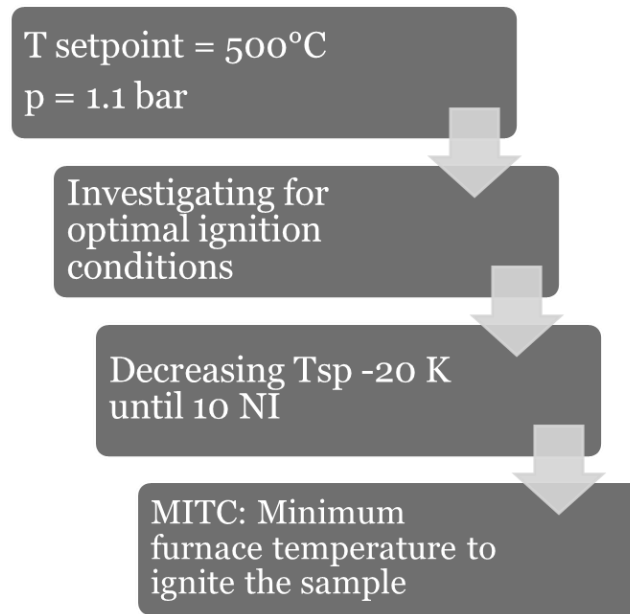 T setpoint = 500°C
p = 1.1 bar
Investigating for
optimal ignition
conditions
Decreasing Tsp -20 K
until 10 NI
MITC: Minimum
furnace temperature to
ignite the sample